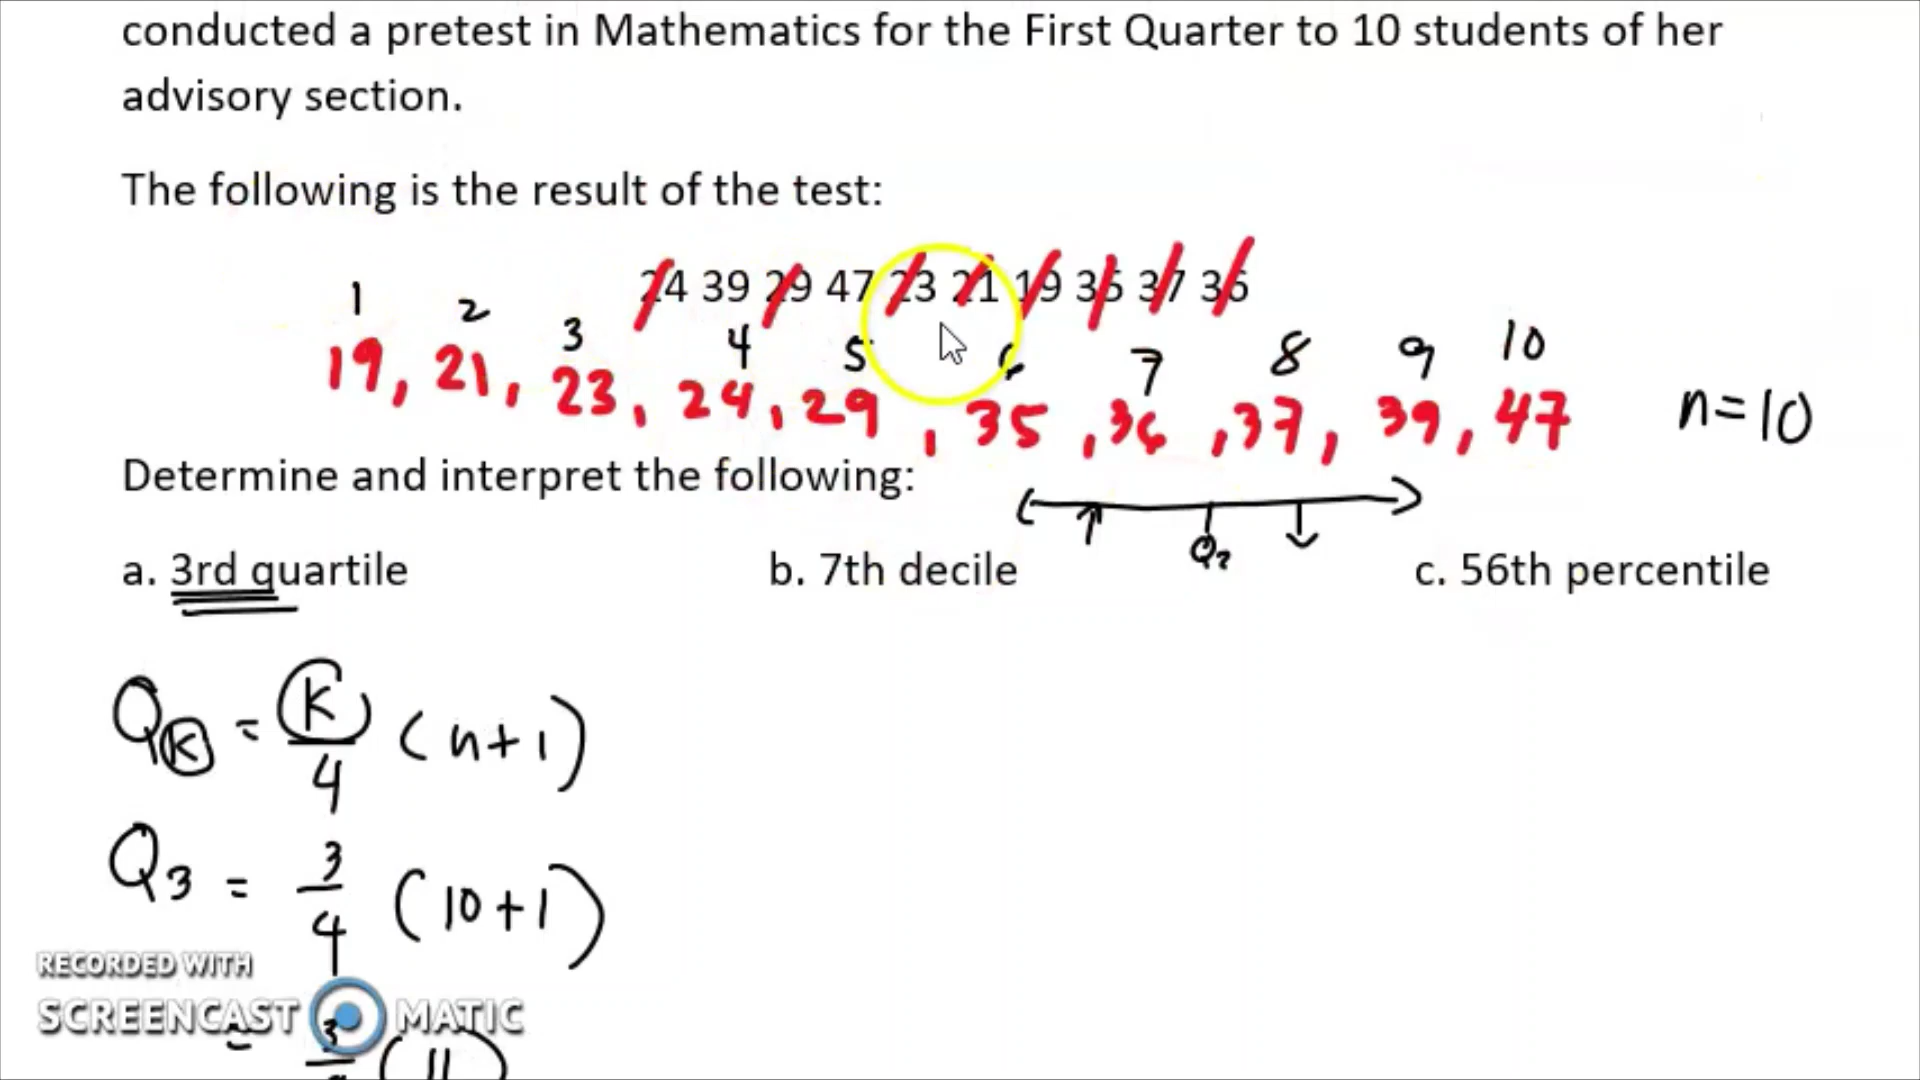 conducted a pretest in Mathematics for the First Quarter to 10 students of her
advisory section.
The following is the result of the test:
24 39 29 47 23 21 19 35 37 36
1 2 3 4 5 6 7 8 9 10
19, 21, 23, 24, 29, 35, 36, 37, 39, 47
n=10
Determine and interpret the following:
Q2
a. 3rd quartile b. 7th decile c. 56th percentile
Qk = k/4 (n+1)
Q3 = 3/4 (10+1)
RECORDED WITH
SCREENCAST MATIC
= 3 (11)